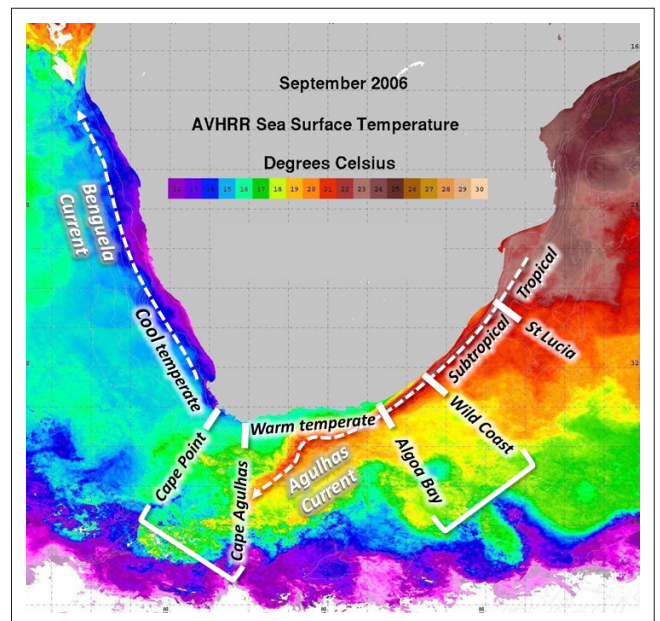 September 2006
AVHRR Sea Surface Temperature
Degrees Celsius
12 13 14 15 16 17 18 19 20 21 22 23 24 25 26 27 28 29 30
Benguela
Current
Cool temperate
Cape Point
Cape Agulhas
Warm temperate
Agulhas
Current
Algoa Bay
Wild Coast
Subtropical
St Lucia
Tropical
32